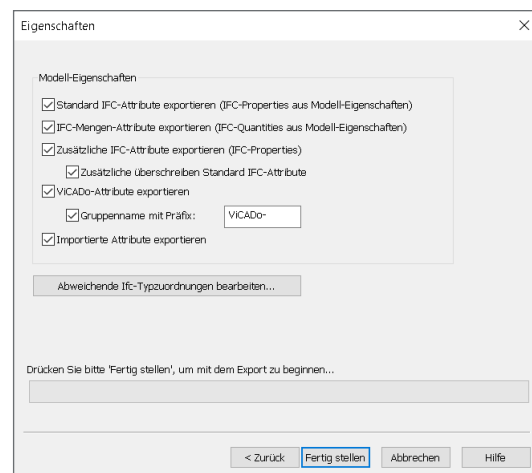 Eigenschaften
Modell-Eigenschaften
Standard IFC-Attribute exportieren (IFC-Properties aus Modell-Eigenschaften)
IFC-Mengen-Attribute exportieren (IFC-Quantities aus Modell-Eigenschaften)
Zusätzliche IFC-Attribute exportieren (IFC-Properties)
Zusätzliche überschreiben Standard IFC-Attribute
ViCADo-Attribute exportieren
Gruppenname mit Präfix: ViCADo-
Importierte Attribute exportieren
Abweichende Ifc-Typzuordnungen bearbeiten...
Drücken Sie bitte 'Fertig stellen', um mit dem Export zu beginnen...
< Zurück Fertig stellen Abbrechen Hilfe